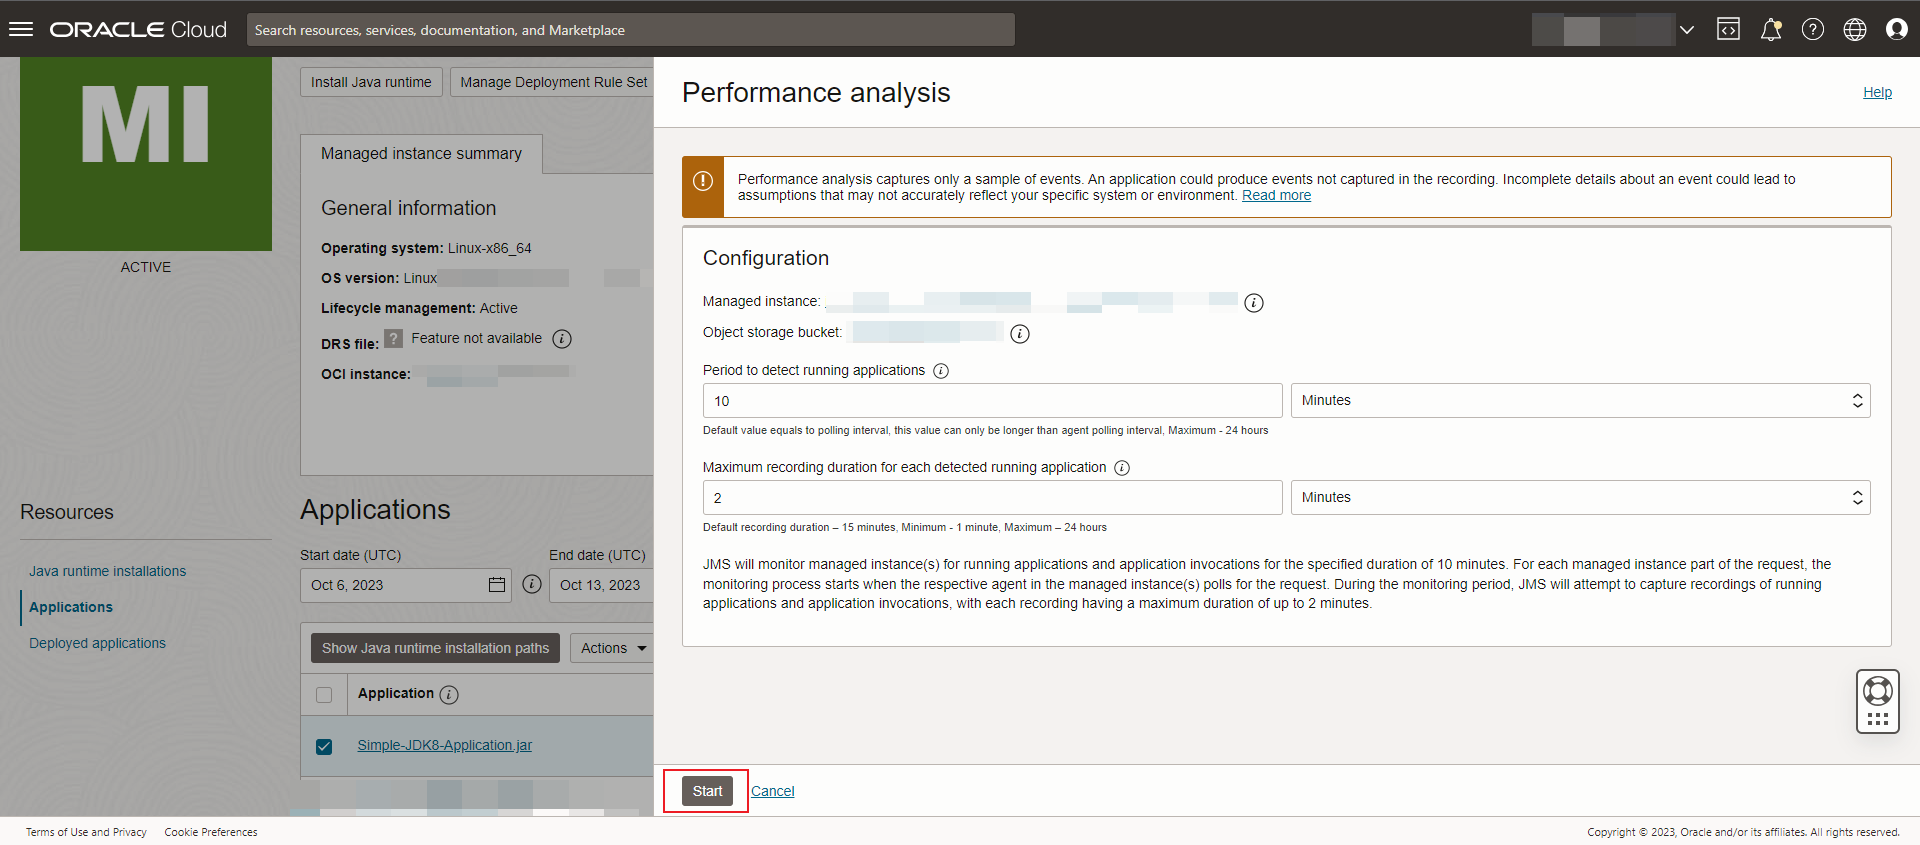 ORACLE Cloud
Search resources, services, documentation, and Marketplace
MI
ACTIVE
Resources
Java runtime installations
Applications
Deployed applications
Install Java runtime
Manage Deployment Rule Set
Managed instance summary
General information
Operating system: Linux-x86_64
OS version: Linux
Lifecycle management: Active
DRS file: ? Feature not available
OCI instance:
Applications
Start date (UTC)
End date (UTC)
Oct 6, 2023
Oct 13, 2023
Show Java runtime installation paths
Actions
Application
Simple-JDK8-Application.jar
Performance analysis
Help
Performance analysis captures only a sample of events. An application could produce events not captured in the recording. Incomplete details about an event could lead to
assumptions that may not accurately reflect your specific system or environment. Read more
Configuration
Managed instance:
Object storage bucket:
Period to detect running applications
10
Minutes
Default value equals to polling interval, this value can only be longer than agent polling interval, Maximum - 24 hours
Maximum recording duration for each detected running application
2
Minutes
Default recording duration – 15 minutes, Minimum - 1 minute, Maximum – 24 hours
JMS will monitor managed instance(s) for running applications and application invocations for the specified duration of 10 minutes. For each managed instance part of the request, the
monitoring process starts when the respective agent in the managed instance(s) polls for the request. During the monitoring period, JMS will attempt to capture recordings of running
applications and application invocations, with each recording having a maximum duration of up to 2 minutes.
Start
Cancel
Terms of Use and Privacy
Cookie Preferences
Copyright © 2023, Oracle and/or its affiliates. All rights reserved.